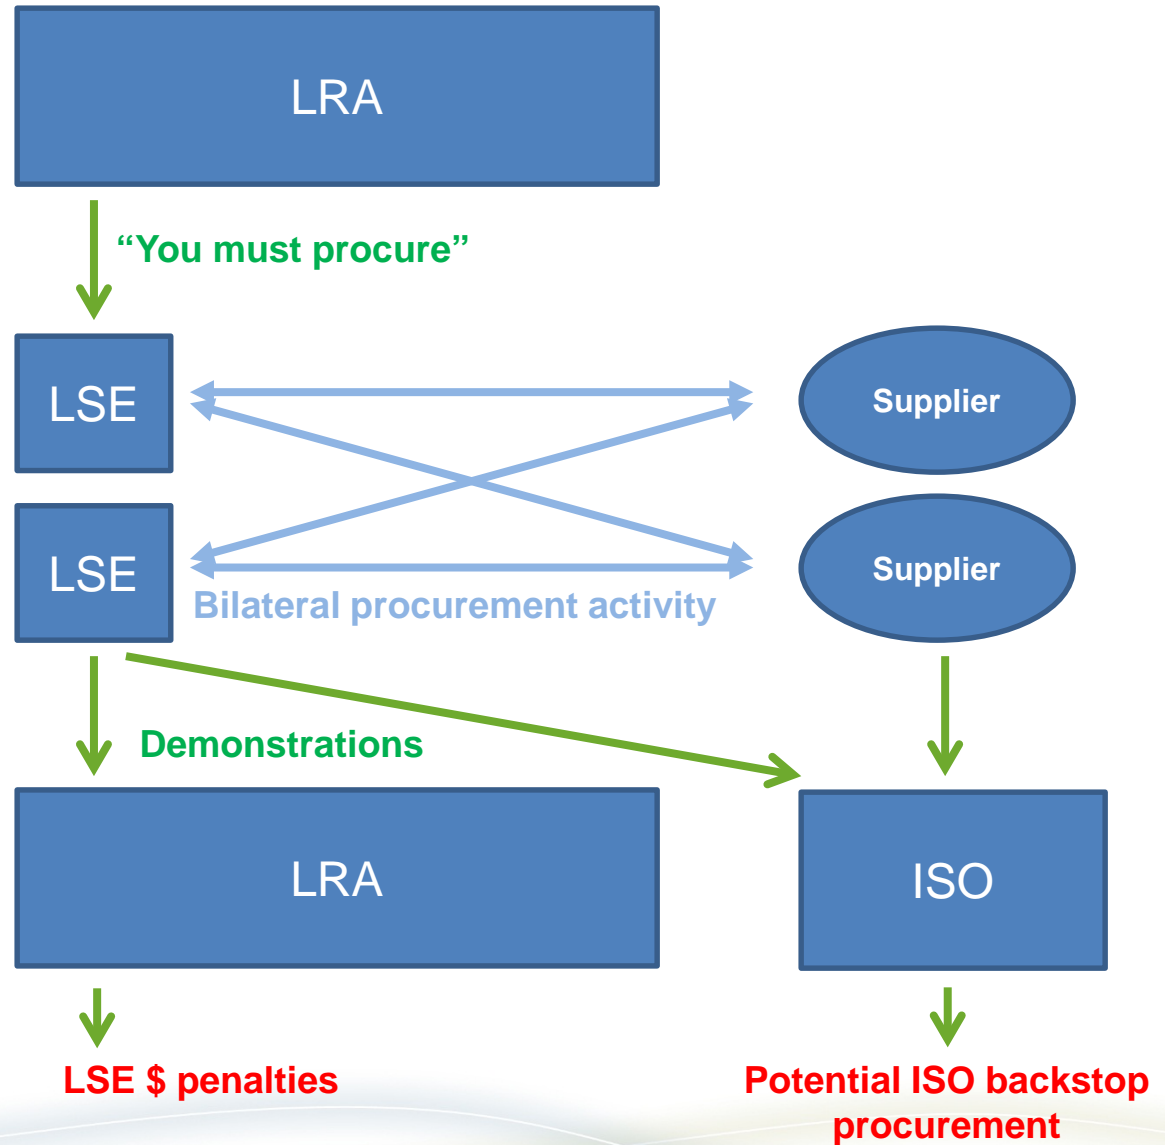 LRA
“You must procure”
LSE
Supplier
LSE
Supplier
Bilateral procurement activity
Demonstrations
LRA
ISO
LSE $ penalties
Potential ISO backstop
procurement